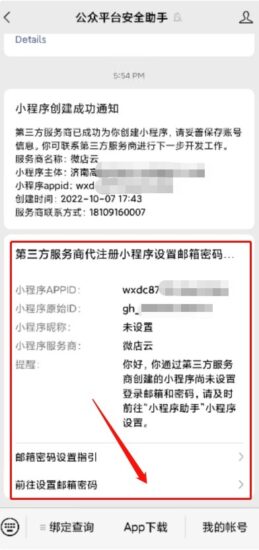 公众平台安全助手
Details
5:54 PM
小程序创建成功通知
第三方服务商已成功为你创建小程序，请妥善保存账号
信息。你可联系第三方服务商进行下一步开发工作。
服务商名称：微店云
小程序主体：济南高
小程序appid：wxd
创建时间：2022-10-07 17:43
服务商联系方式：18109160007
第三方服务商代注册小程序设置邮箱密码...
小程序APPID： wxdc87
小程序原始ID： gh_
小程序昵称： 未设置
小程序服务商： 微店云
提醒： 你好，你通过第三方服务
商创建的小程序尚未设置
登录邮箱和密码，请及时
前往“小程序助手”小程序
设置。
邮箱密码设置指引
前往设置邮箱密码
绑定查询 App下载 我的帐号